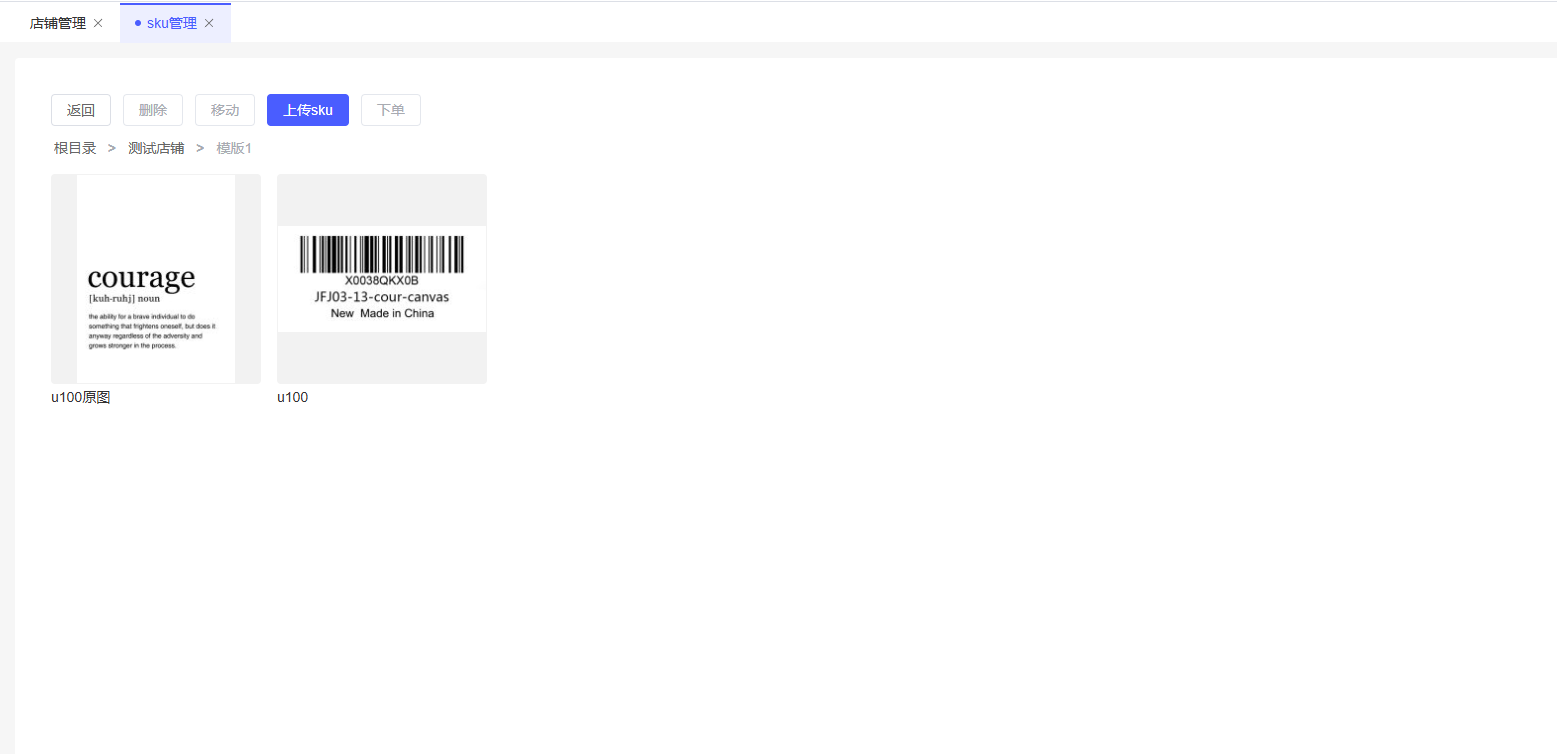 店铺管理 sku管理
返回 删除 移动 上传sku 下单
根目录 > 测试店铺 > 模版1
courage
[kuh-ruhj] noun
the ability for a brave individual to do
something that frightens oneself, but does it
anyway regardless of the adversity and
grows stronger in the process.
u100原图
X0038QKX0B
JFJ03-13-cour-canvas
New Made in China
u100